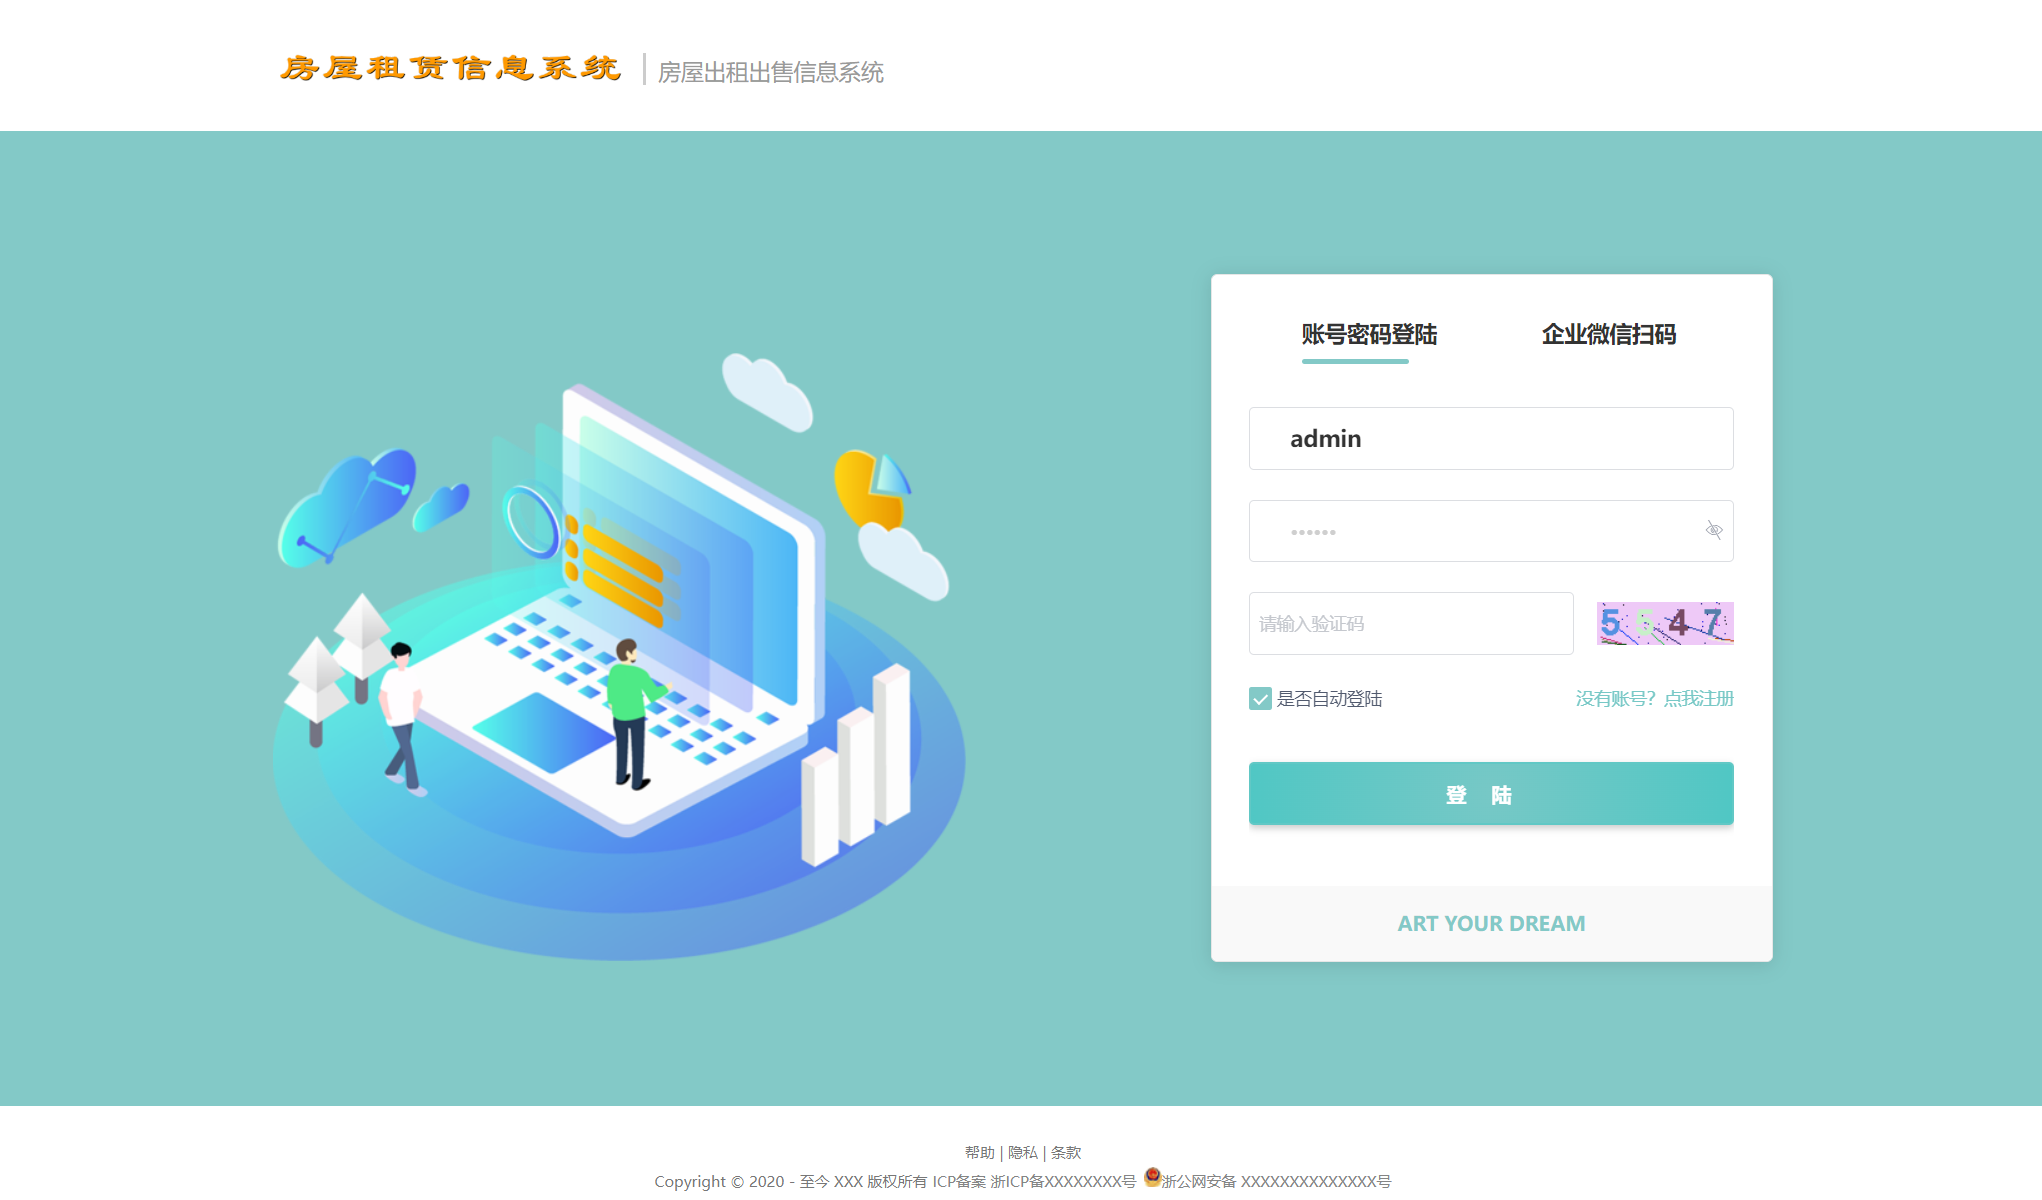 房屋租赁信息系统 房屋出租出售信息系统
账号密码登陆 企业微信扫码
admin
••••••
请输入验证码 5 5 4 7
是否自动登陆 没有账号？点我注册
登 陆
ART YOUR DREAM
帮助 | 隐私 | 条款
Copyright © 2020 - 至今 XXX 版权所有 ICP备案 浙ICP备XXXXXXXX号 浙公网安备 XXXXXXXXXXXXXX号